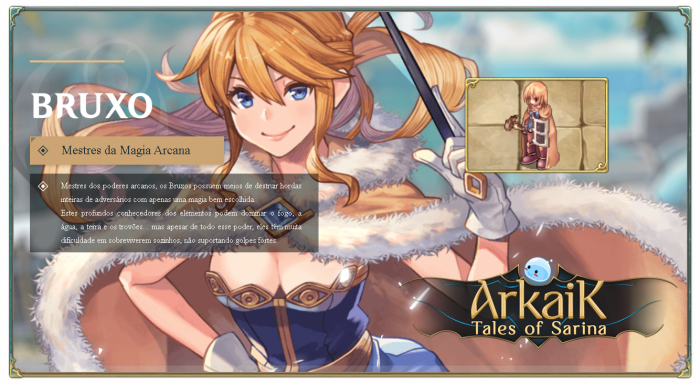 BRUXO
Mestres da Magia Arcana
Mestres dos poderes arcanos, os Bruxos possuem meios de destruir hordas
inteiras de adversários com apenas uma magia bem escolhida.
Estes profundos conhecedores dos elementos podem dominar o fogo, a
água, a terra e os trovões... mas apesar de todo esse poder, eles têm muita
dificuldade em sobreviverem sozinhos, não suportando golpes fortes.
ArkaiK
Tales of Sarina